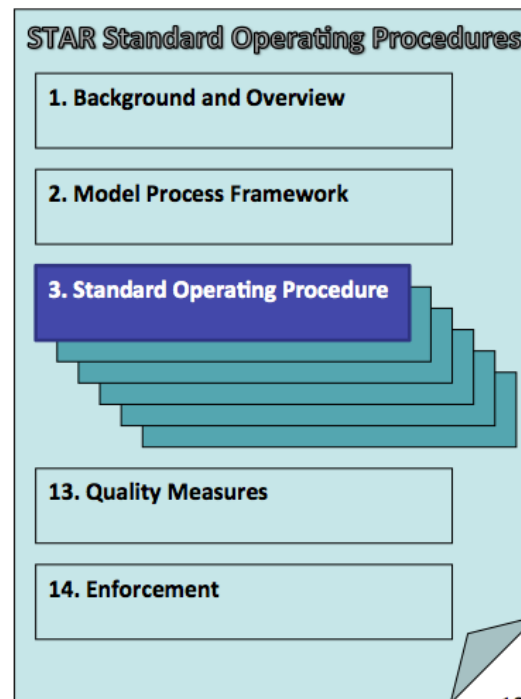 STAR Standard Operating Procedures
1. Background and Overview
2. Model Process Framework
3. Standard Operating Procedure
13. Quality Measures
14. Enforcement